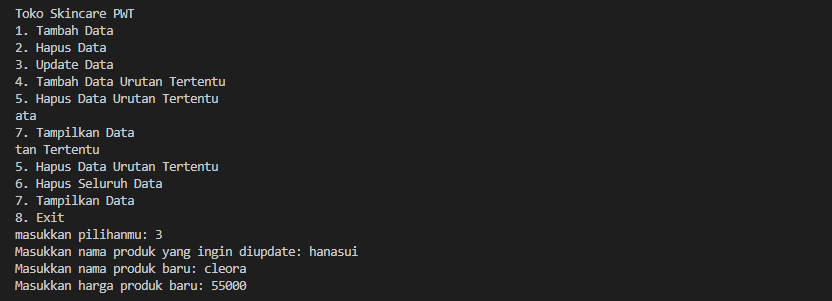 Toko Skincare PWT
1. Tambah Data
2. Hapus Data
3. Update Data
4. Tambah Data Urutan Tertentu
5. Hapus Data Urutan Tertentu
ata
7. Tampilkan Data
tan Tertentu
5. Hapus Data Urutan Tertentu
6. Hapus Seluruh Data
7. Tampilkan Data
8. Exit
masukkan pilihanmu: 3
Masukkan nama produk yang ingin diupdate: hanasui
Masukkan nama produk baru: cleora
Masukkan harga produk baru: 55000